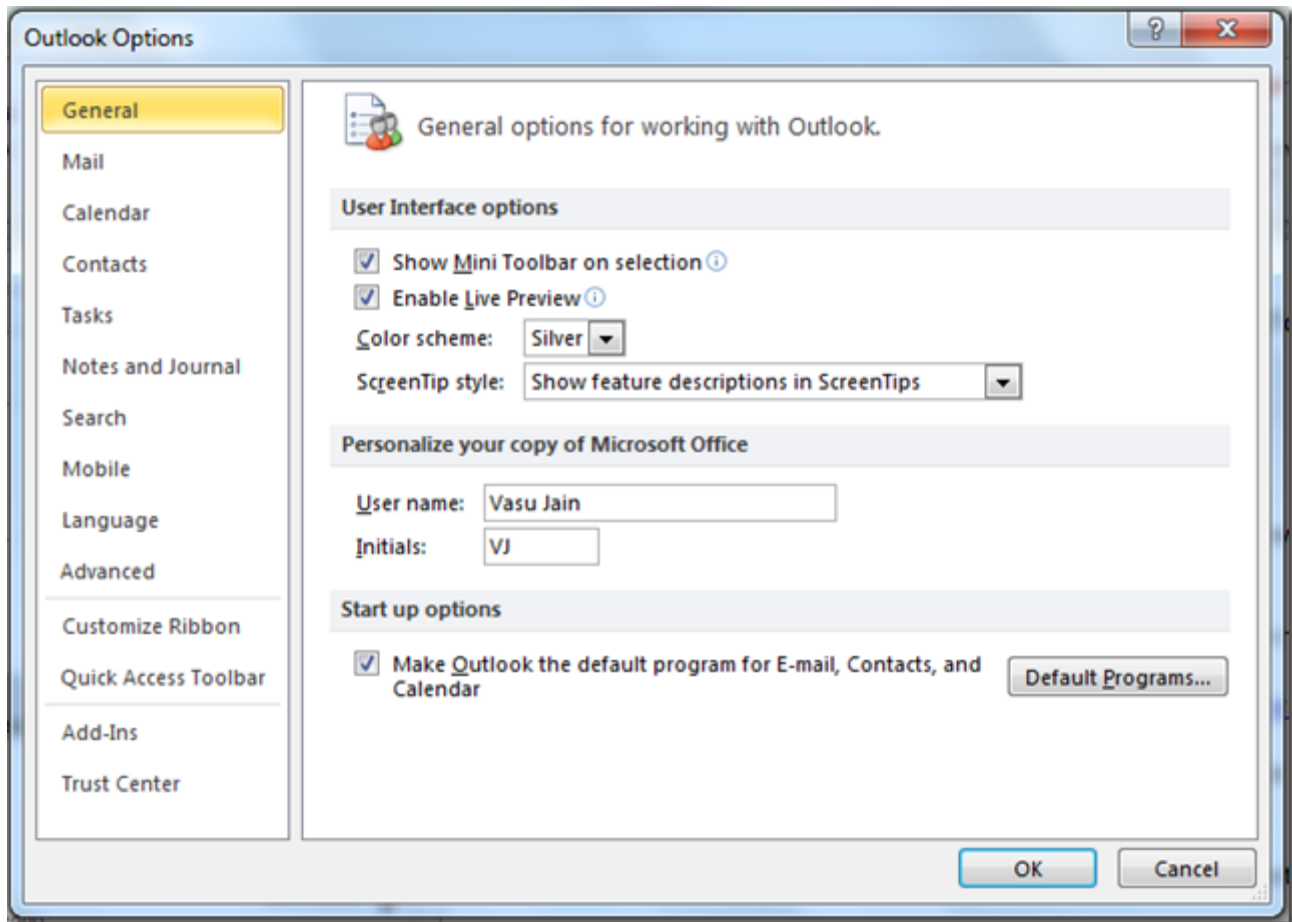 Outlook Options
General
Mail
Calendar
Contacts
Tasks
Notes and Journal
Search
Mobile
Language
Advanced
Customize Ribbon
Quick Access Toolbar
Add-Ins
Trust Center
General options for working with Outlook.
User Interface options
Show Mini Toolbar on selection
Enable Live Preview
Color scheme: Silver
ScreenTip style: Show feature descriptions in ScreenTips
Personalize your copy of Microsoft Office
User name: Vasu Jain
Initials: VJ
Start up options
Make Outlook the default program for E-mail, Contacts, and
Calendar
Default Programs...
OK Cancel